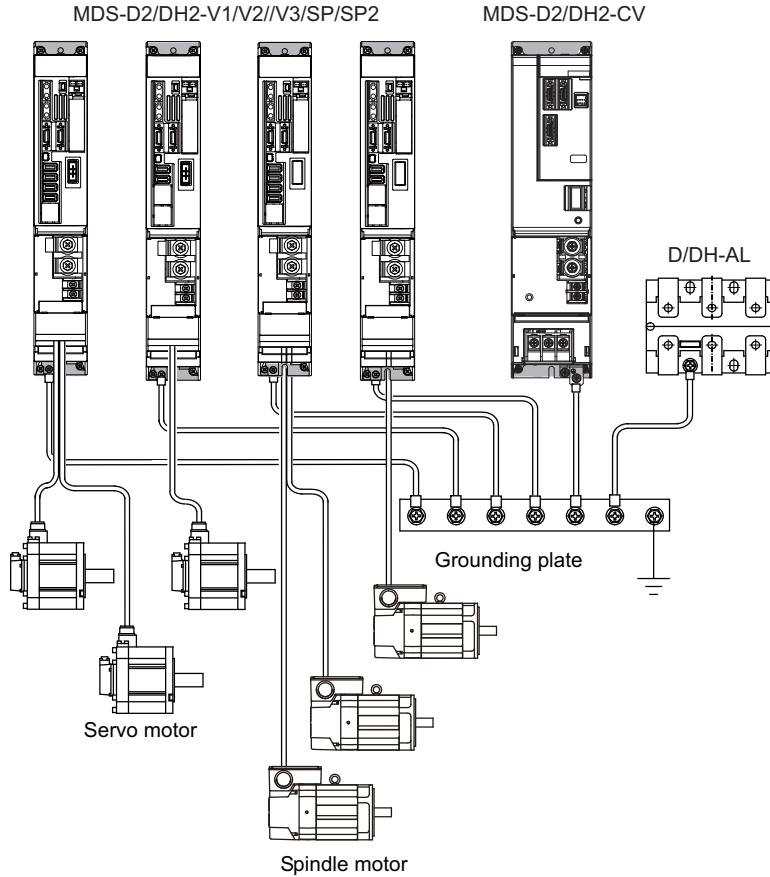 MDS-D2/DH2-V1/V2//V3/SP/SP2
MDS-D2/DH2-CV
D/DH-AL
Grounding plate
Servo motor
Spindle motor